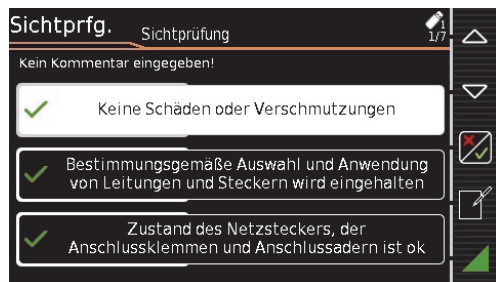 Sichtprfg.
Sichtprüfung
1
1/7
Kein Kommentar eingegeben!
Keine Schäden oder Verschmutzungen
Bestimmungsgemäße Auswahl und Anwendung
von Leitungen und Steckern wird eingehalten
Zustand des Netzsteckers, der
Anschlussklemmen und Anschlussadern ist ok